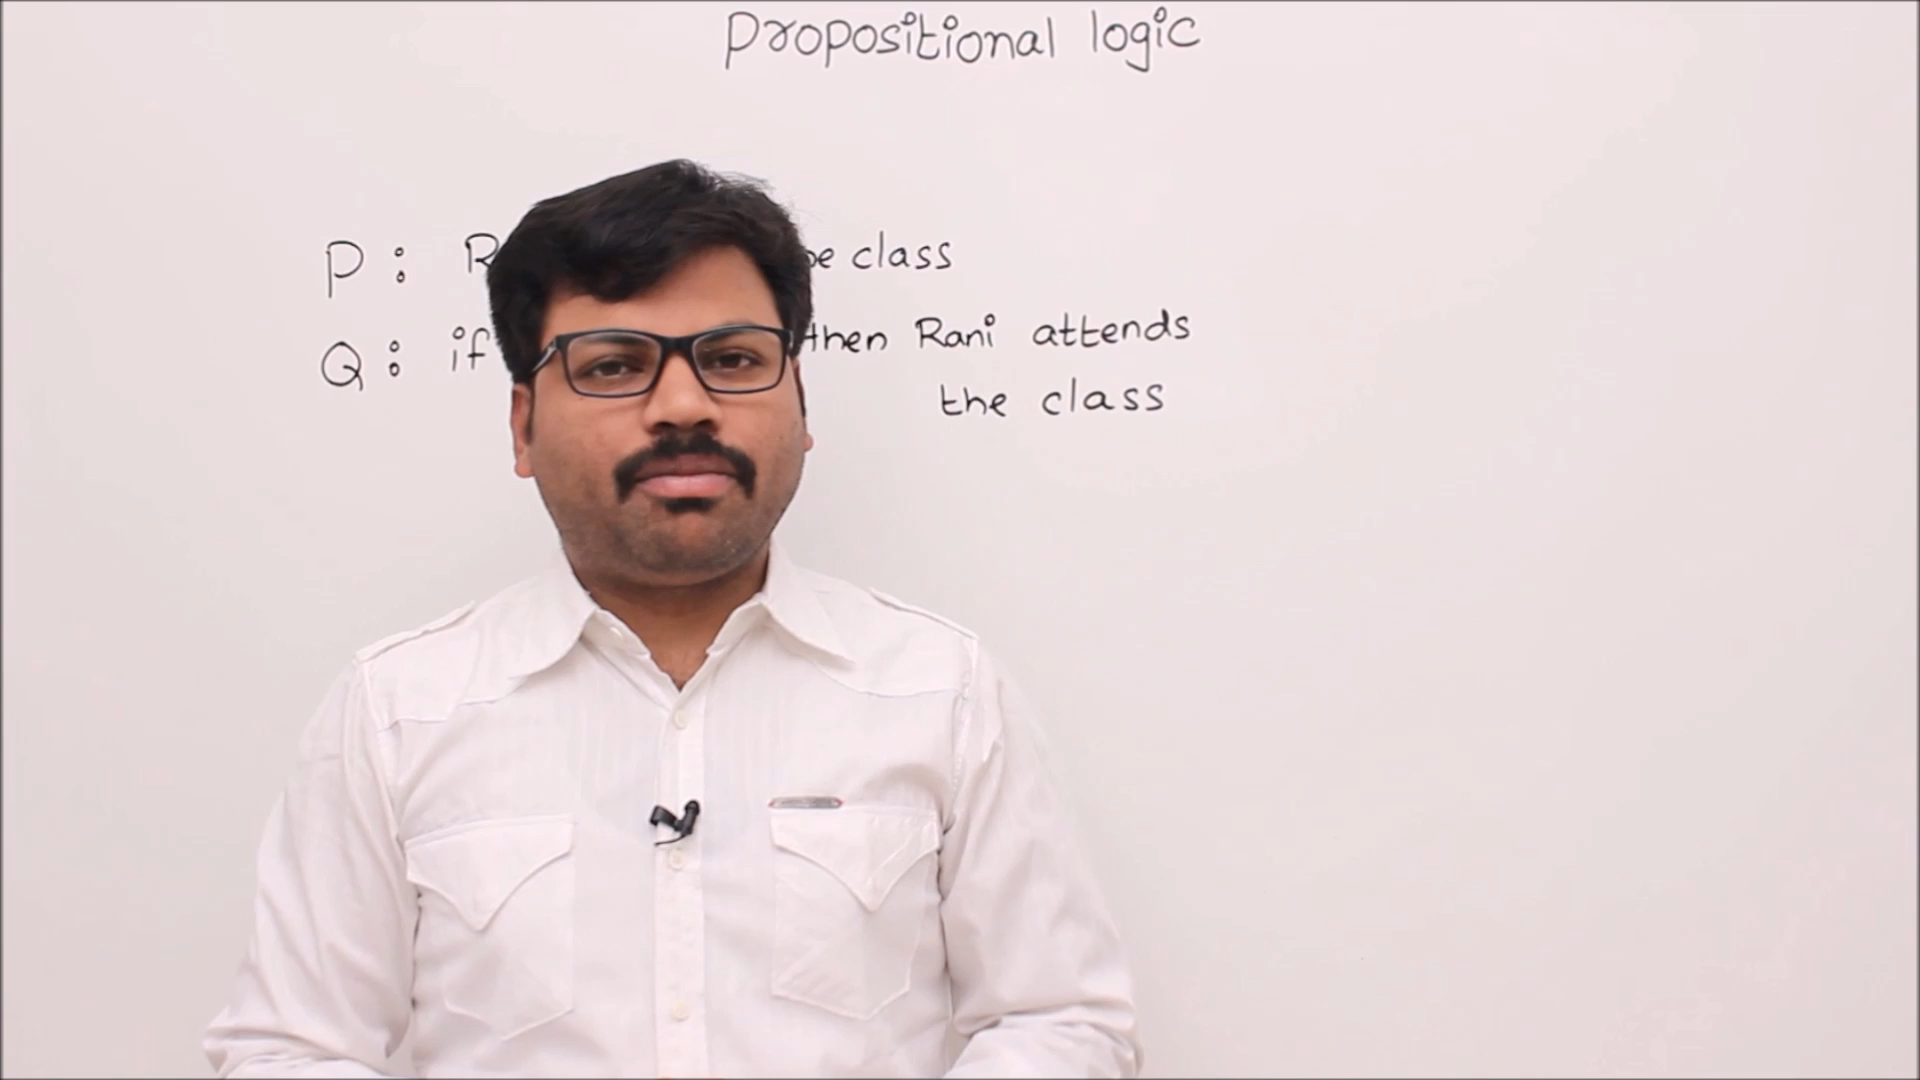 propositional logic
P: class
Q: if then Rani attends
the class